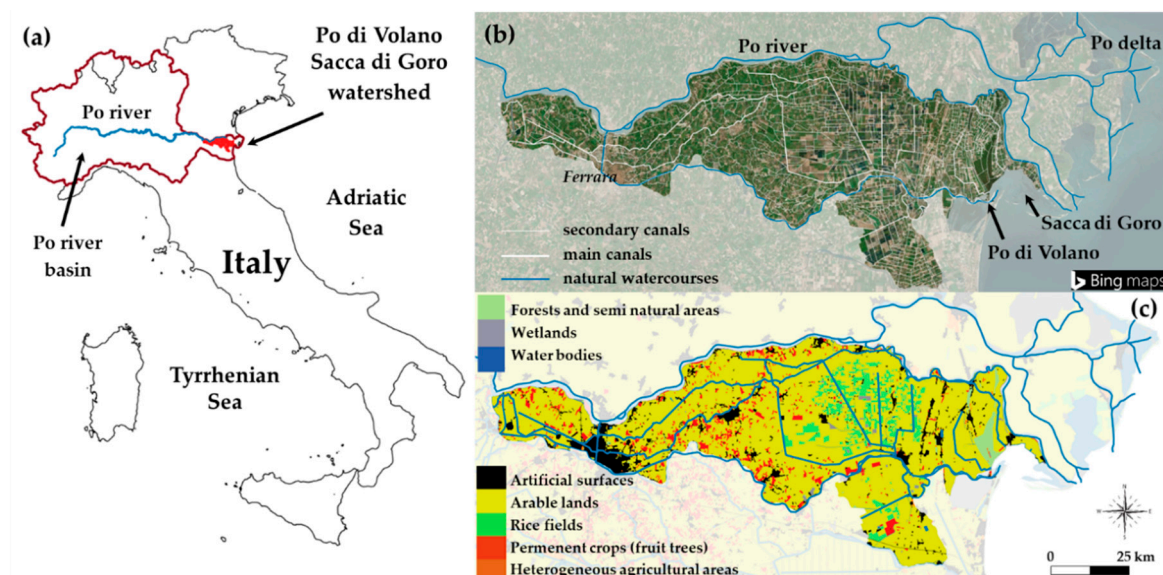 (a)
Po di Volano
Sacca di Goro
watershed
Po river
Po river
basin
Adriatic
Sea
Italy
Tyrrhenian
Sea
(b)
Po river
Po delta
Ferrara
Sacca di Goro
Po di Volano
secondary canals
main canals
natural watercourses
Bing maps
(c)
Forests and semi natural areas
Wetlands
Water bodies
Artificial surfaces
Arable lands
Rice fields
Permenent crops (fruit trees)
Heterogeneous agricultural areas
0 25 km